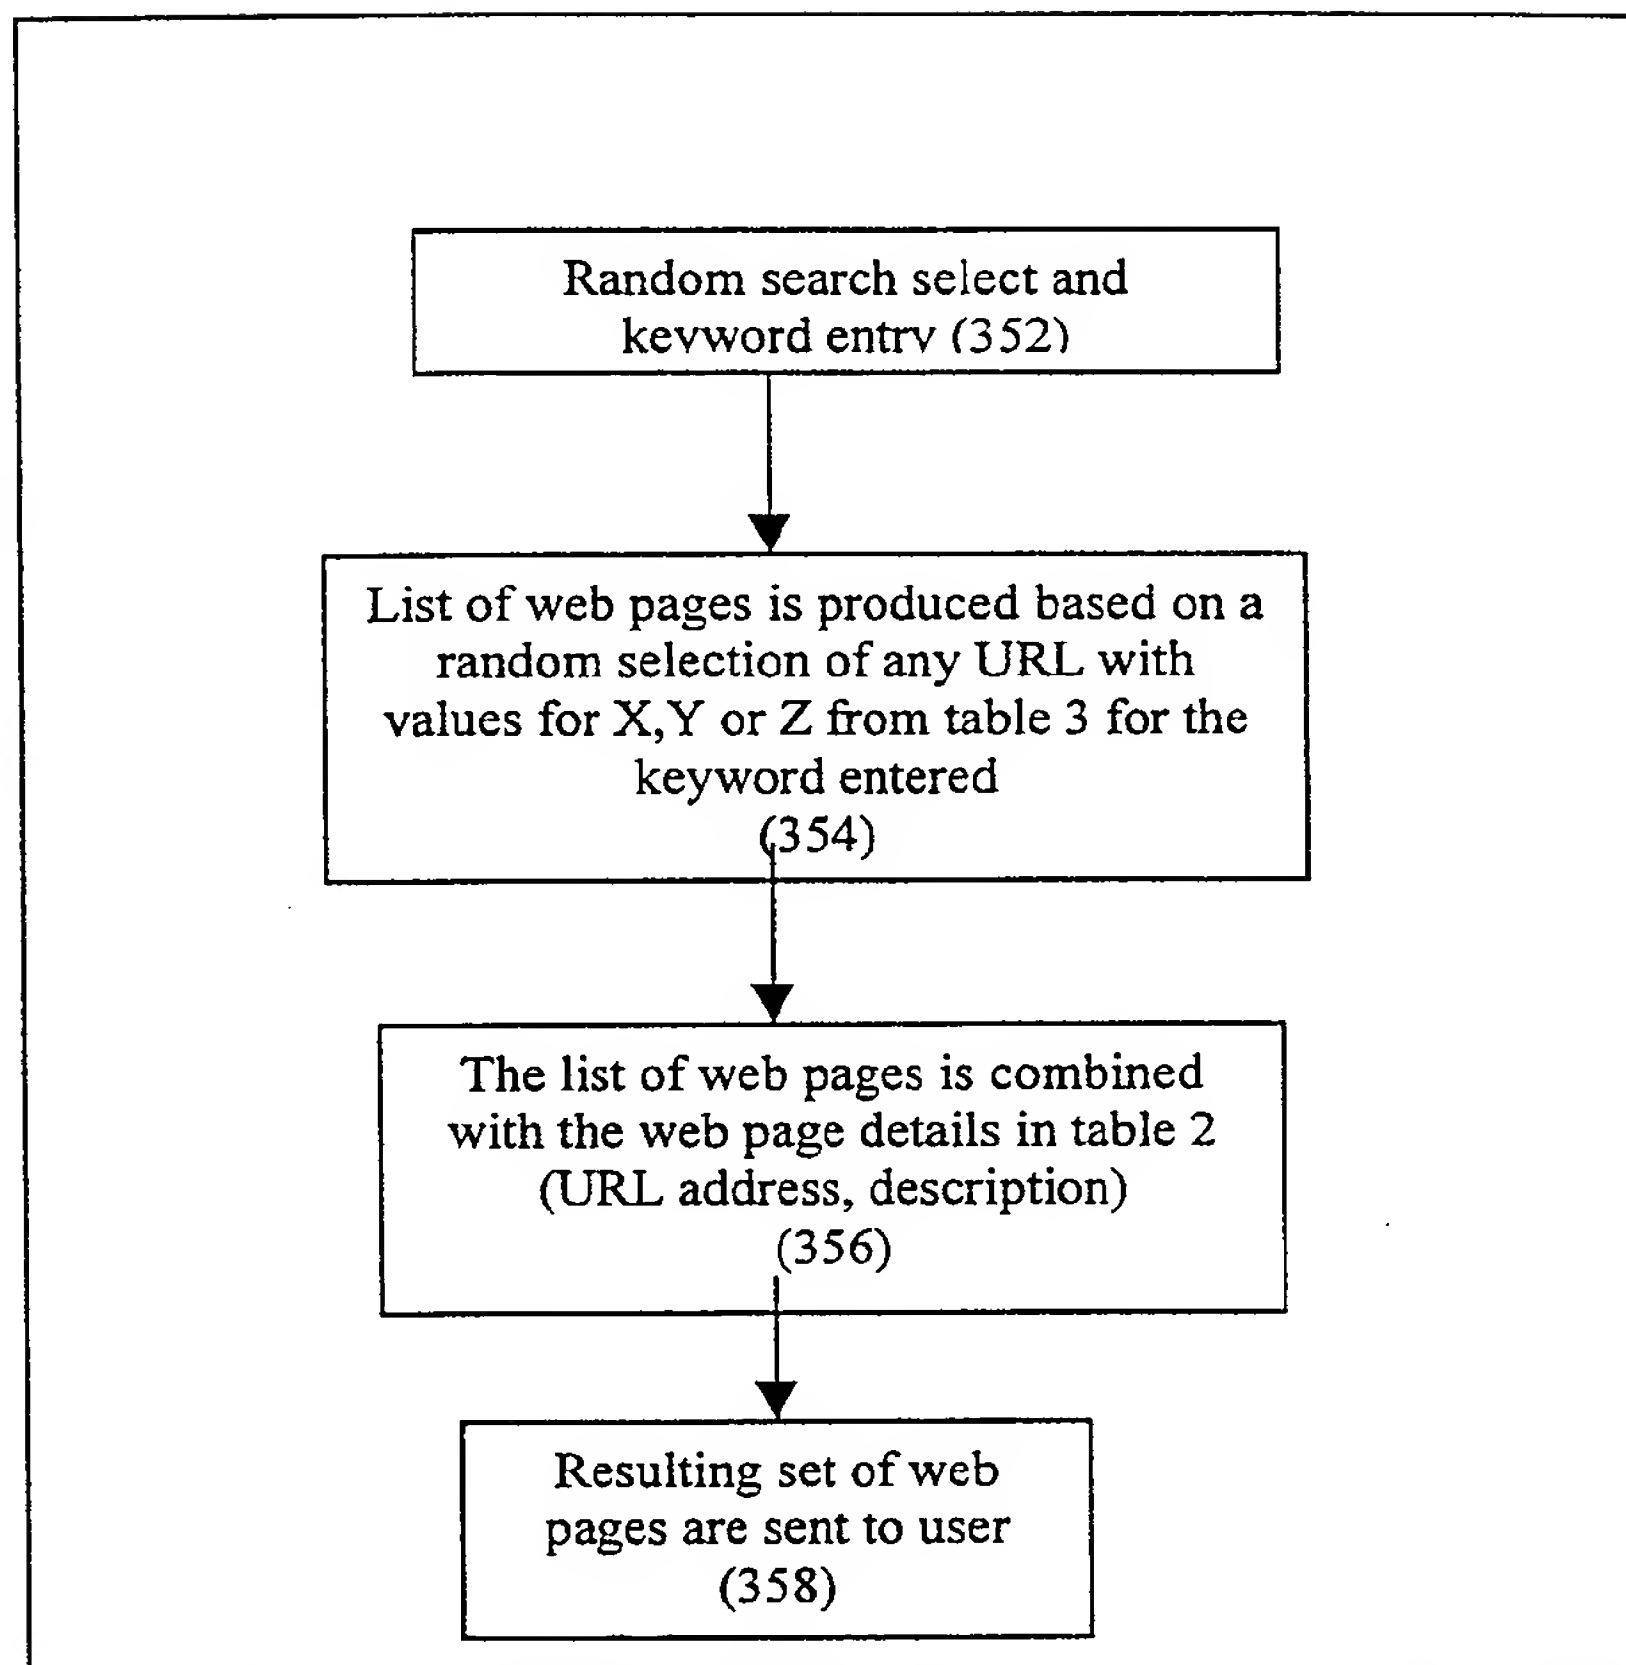 Random search select and
keyword entry (352)
List of web pages is produced based on a
random selection of any URL with
values for X,Y or Z from table 3 for the
keyword entered
(354)
The list of web pages is combined
with the web page details in table 2
(URL address, description)
(356)
Resulting set of web
pages are sent to user
(358)